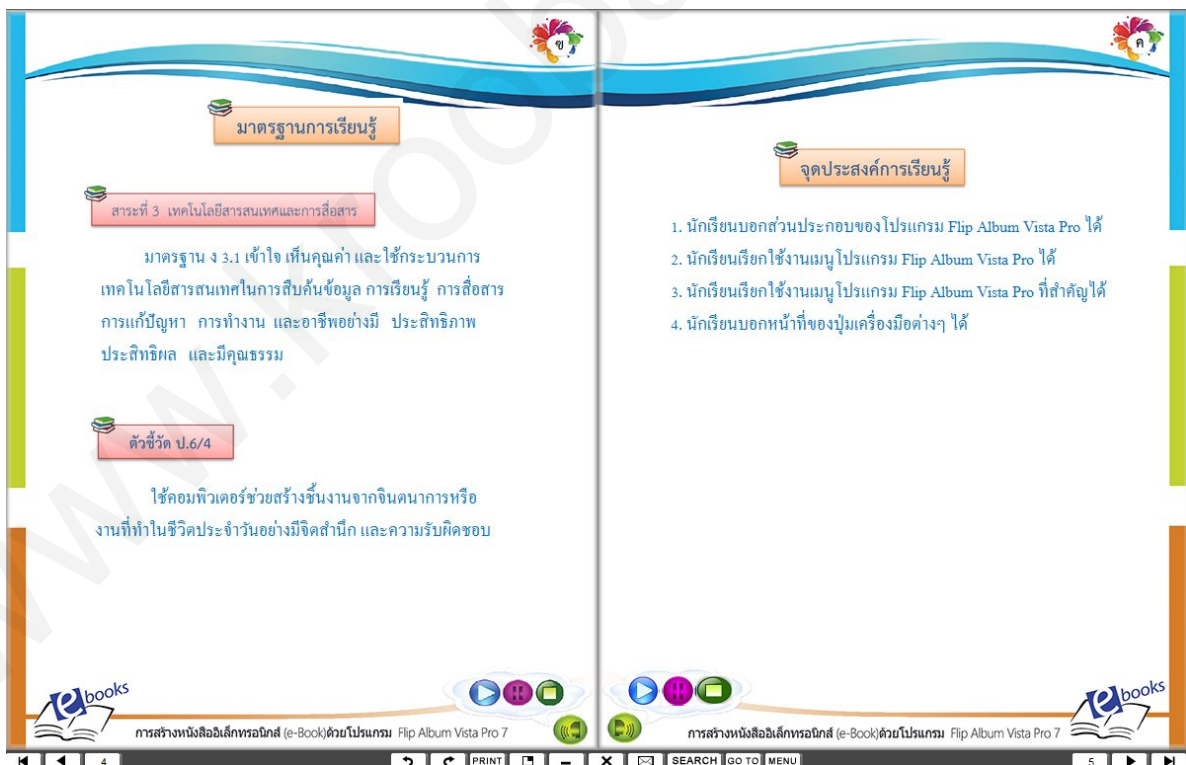 ข
มาตรฐานการเรียนรู้
สาระที่ 3 เทคโนโลยีสารสนเทศและการสื่อสาร
มาตรฐาน ง 3.1 เข้าใจ เห็นคุณค่า และใช้กระบวนการ
เทคโนโลยีสารสนเทศในการสืบค้นข้อมูล การเรียนรู้ การสื่อสาร
การแก้ปัญหา การทำงาน และอาชีพอย่างมี ประสิทธิภาพ
ประสิทธิผล และมีคุณธรรม
ตัวชี้วัด ป.6/4
ใช้คอมพิวเตอร์ช่วยสร้างชิ้นงานจากจินตนาการหรือ
งานที่ทำในชีวิตประจำวันอย่างมีจิตสำนึก และความรับผิดชอบ
ebooks
การสร้างหนังสืออิเล็กทรอนิกส์ (e-Book)ด้วยโปรแกรม Flip Album Vista Pro 7
ค
จุดประสงค์การเรียนรู้
1. นักเรียนบอกส่วนประกอบของโปรแกรม Flip Album Vista Pro ได้
2. นักเรียนเรียกใช้งานเมนูโปรแกรม Flip Album Vista Pro ได้
3. นักเรียนเรียกใช้งานเมนูโปรแกรม Flip Album Vista Pro ที่สำคัญได้
4. นักเรียนบอกหน้าที่ของปุ่มเครื่องมือต่างๆ ได้
ebooks
การสร้างหนังสืออิเล็กทรอนิกส์ (e-Book)ด้วยโปรแกรม Flip Album Vista Pro 7
4 PRINT SEARCH GO TO MENU 5
www.kroob